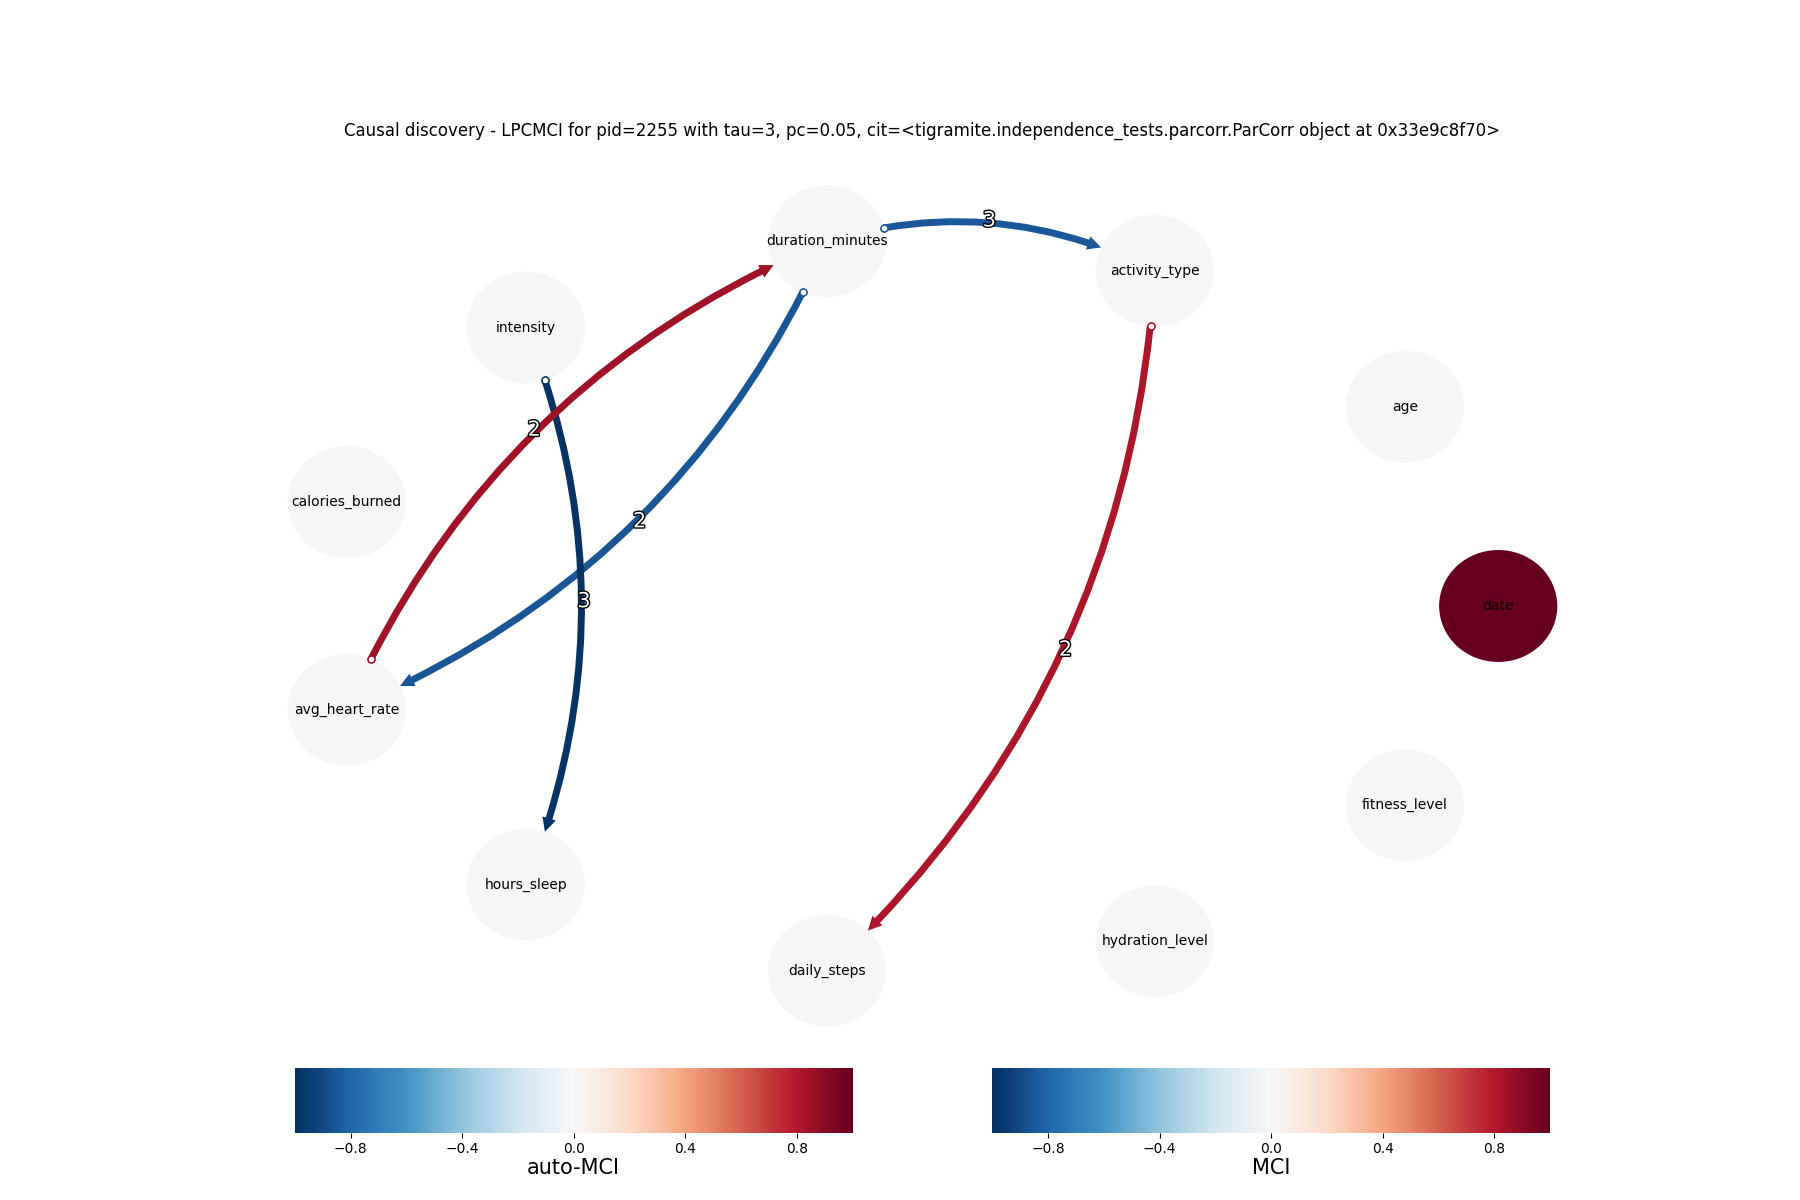 Causal discovery - LPCMCI for pid=2255 with tau=3, pc=0.05, cit=<tigramite.independence_tests.parcorr.ParCorr object at 0x33e9c8f70>
3
duration_minutes
activity_type
intensity
age
2
calories_burned
2
3
date
2
avg_heart_rate
fitness_level
hours_sleep
hydration_level
daily_steps
−0.8 −0.4 0.0 0.4 0.8
auto-MCI
−0.8 −0.4 0.0 0.4 0.8
MCI